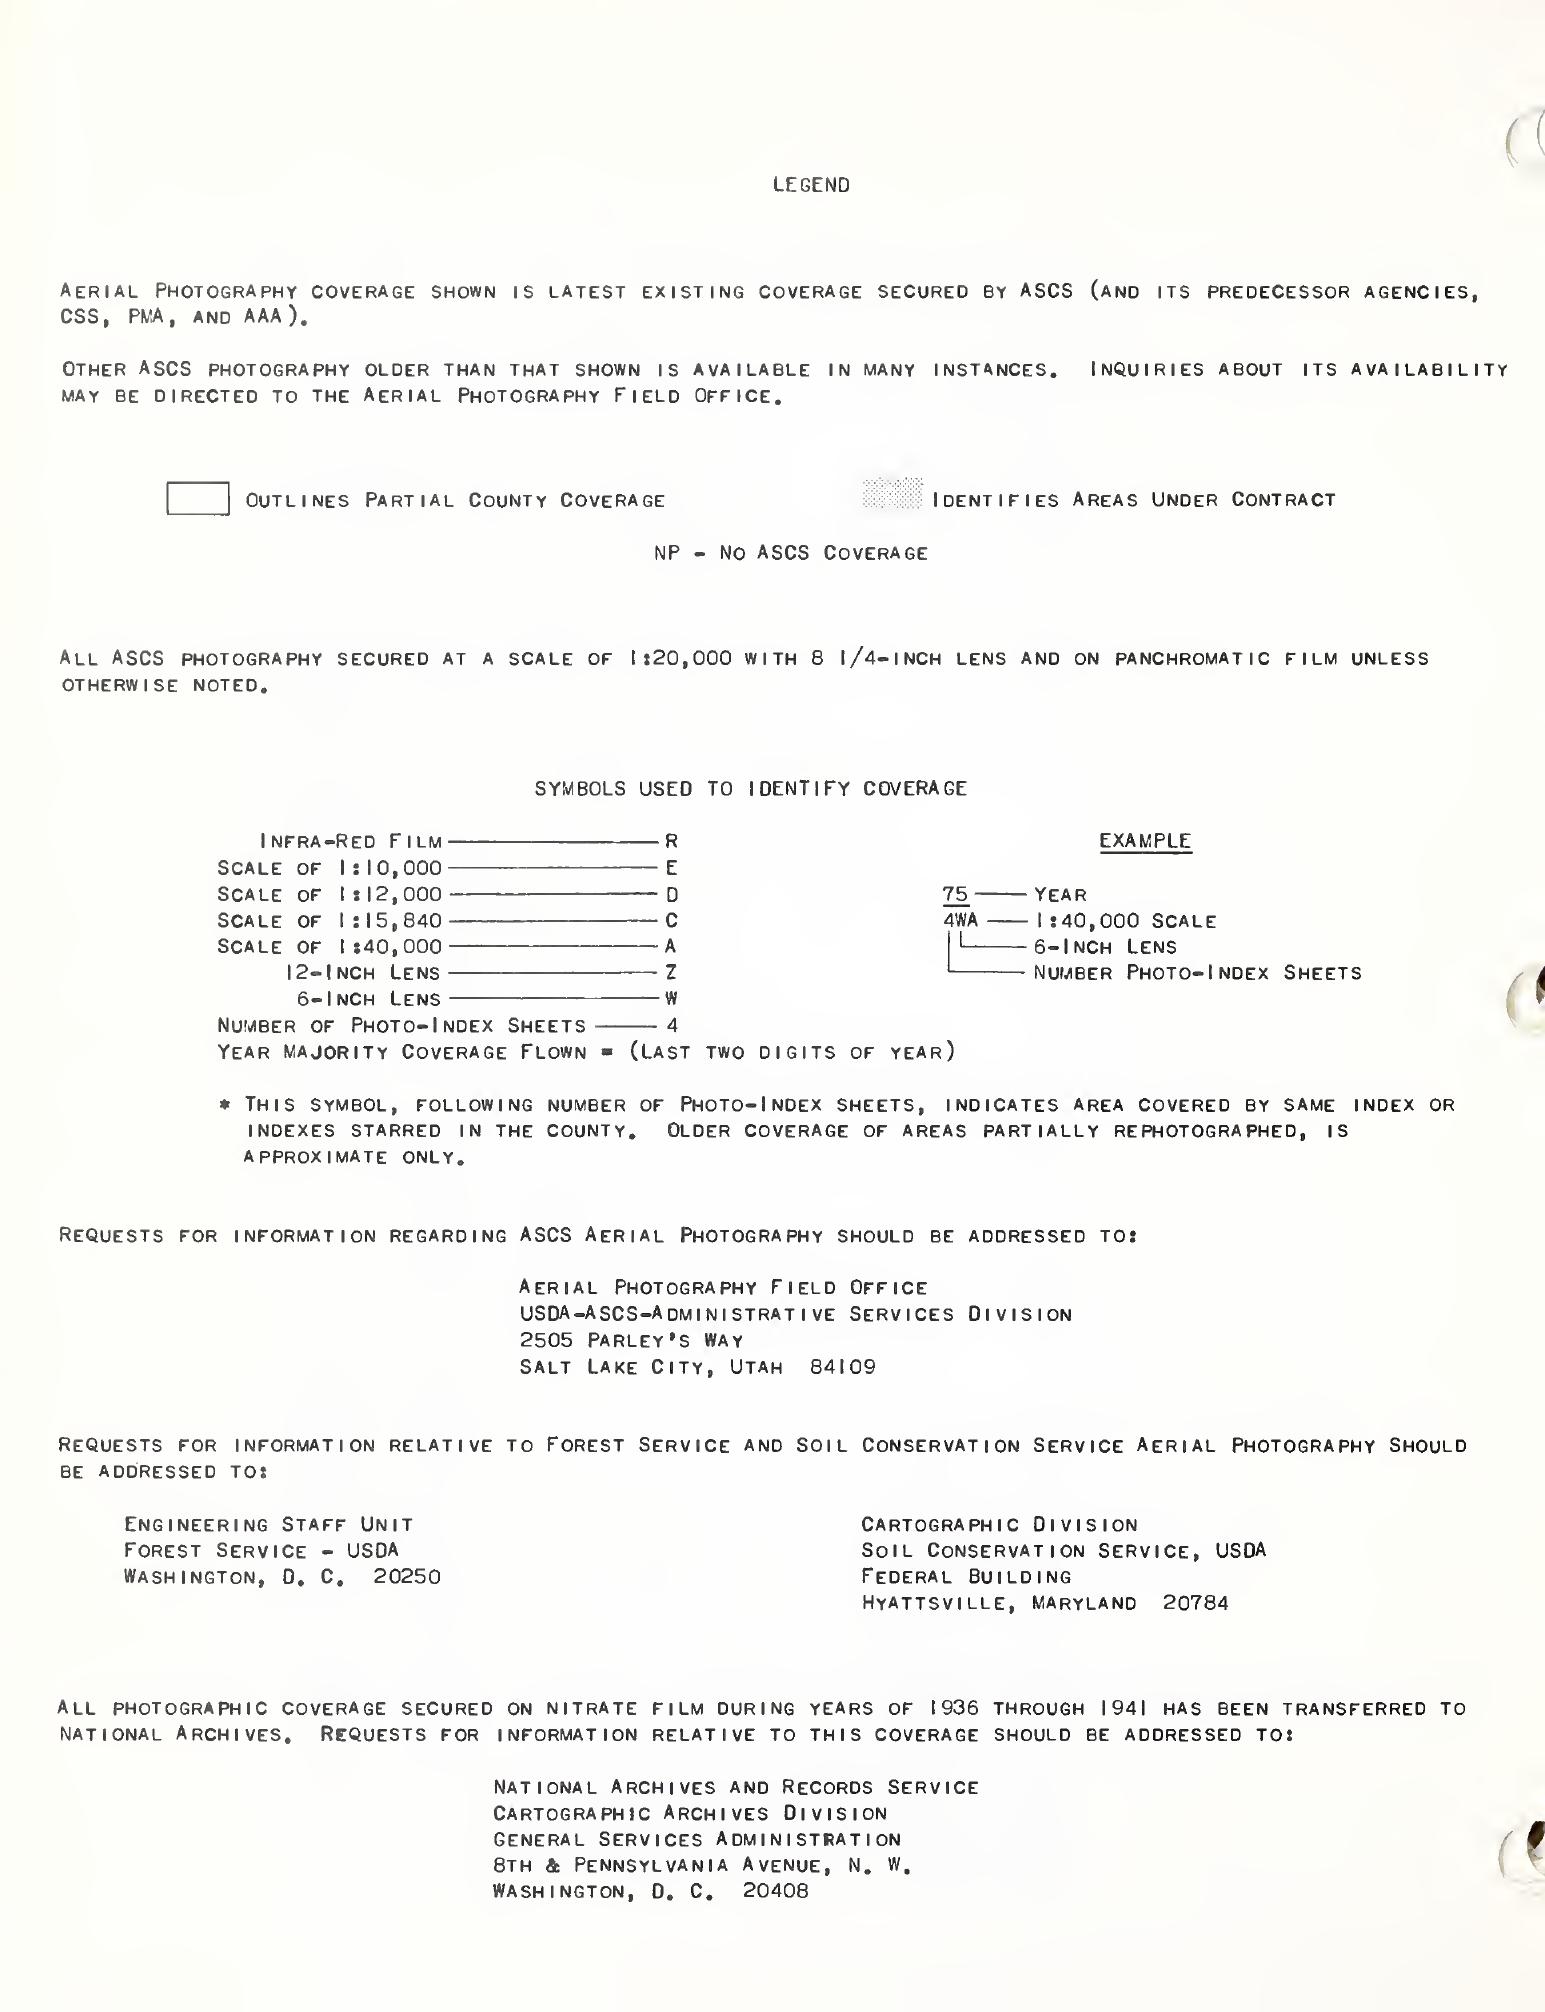 LEGEND
AERIAL PHOTOGRAPHY COVERAGE SHOWN IS LATEST EXISTING COVERAGE SECURED BY ASCS (AND ITS PREDECESSOR AGENCIES,
CSS, PMA, AND AAA).
OTHER ASCS PHOTOGRAPHY OLDER THAN THAT SHOWN IS AVAILABLE IN MANY INSTANCES. INQUIRIES ABOUT ITS AVAILABILITY
MAY BE DIRECTED TO THE AERIAL PHOTOGRAPHY FIELD OFFICE.
OUTLINES PARTIAL COUNTY COVERAGE
IDENTIFIES AREAS UNDER CONTRACT
NP - NO ASCS COVERAGE
ALL ASCS PHOTOGRAPHY SECURED AT A SCALE OF 1:20,000 WITH 8 1/4-INCH LENS AND ON PANCHROMATIC FILM UNLESS
OTHERWISE NOTED.
SYMBOLS USED TO IDENTIFY COVERAGE
INFRA-RED FILM R
SCALE OF 1:10,000 E
SCALE OF 1:12,000 D
SCALE OF 1:15,840 C
SCALE OF 1:40,000 A
12-INCH LENS Z
6-INCH LENS W
NUMBER OF PHOTO-INDEX SHEETS 4
YEAR MAJORITY COVERAGE FLOWN = (LAST TWO DIGITS OF YEAR)
EXAMPLE
75 YEAR
4WA 1:40,000 SCALE
6-INCH LENS
NUMBER PHOTO-INDEX SHEETS
* THIS SYMBOL, FOLLOWING NUMBER OF PHOTO-INDEX SHEETS, INDICATES AREA COVERED BY SAME INDEX OR
INDEXES STARRED IN THE COUNTY. OLDER COVERAGE OF AREAS PARTIALLY REPHOTOGRAPHED, IS
APPROXIMATE ONLY.
REQUESTS FOR INFORMATION REGARDING ASCS AERIAL PHOTOGRAPHY SHOULD BE ADDRESSED TO:
AERIAL PHOTOGRAPHY FIELD OFFICE
USDA-ASCS-ADMINISTRATIVE SERVICES DIVISION
2505 PARLEY'S WAY
SALT LAKE CITY, UTAH 84109
REQUESTS FOR INFORMATION RELATIVE TO FOREST SERVICE AND SOIL CONSERVATION SERVICE AERIAL PHOTOGRAPHY SHOULD
BE ADDRESSED TO:
ENGINEERING STAFF UNIT
FOREST SERVICE - USDA
WASHINGTON, D. C. 20250
CARTOGRAPHIC DIVISION
SOIL CONSERVATION SERVICE, USDA
FEDERAL BUILDING
HYATTSVILLE, MARYLAND 20784
ALL PHOTOGRAPHIC COVERAGE SECURED ON NITRATE FILM DURING YEARS OF 1936 THROUGH 1941 HAS BEEN TRANSFERRED TO
NATIONAL ARCHIVES. REQUESTS FOR INFORMATION RELATIVE TO THIS COVERAGE SHOULD BE ADDRESSED TO:
NATIONAL ARCHIVES AND RECORDS SERVICE
CARTOGRAPHIC ARCHIVES DIVISION
GENERAL SERVICES ADMINISTRATION
8TH & PENNSYLVANIA AVENUE, N. W.
WASHINGTON, D. C. 20408